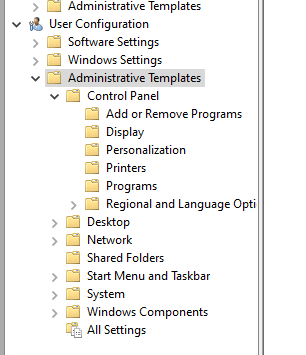 Administrative Templates
User Configuration
Software Settings
Windows Settings
Administrative Templates
Control Panel
Add or Remove Programs
Display
Personalization
Printers
Programs
Regional and Language Opti
Desktop
Network
Shared Folders
Start Menu and Taskbar
System
Windows Components
All Settings